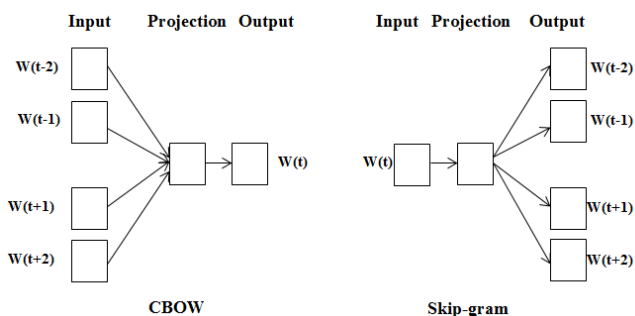 Input Projection Output
W(t-2)
W(t-1)
W(t)
W(t+1)
W(t+2)
CBOW
Input Projection Output
W(t-2)
W(t-1)
W(t)
W(t+1)
W(t+2)
Skip-gram